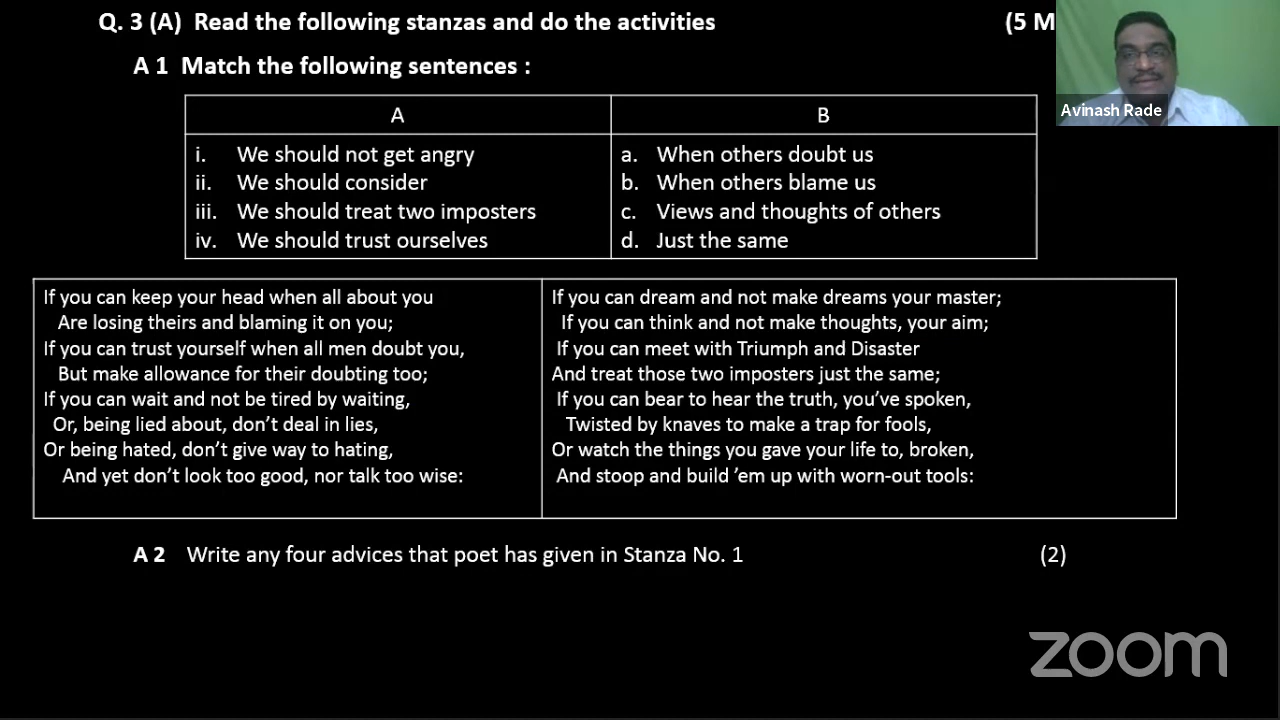 Q. 3 (A) Read the following stanzas and do the activities (5 M
A 1 Match the following sentences :
Avinash Rade
A B
i. We should not get angry a. When others doubt us
ii. We should consider b. When others blame us
iii. We should treat two imposters c. Views and thoughts of others
iv. We should trust ourselves d. Just the same
If you can keep your head when all about you
Are losing theirs and blaming it on you;
If you can trust yourself when all men doubt you,
But make allowance for their doubting too;
If you can wait and not be tired by waiting,
Or, being lied about, don't deal in lies,
Or being hated, don't give way to hating,
And yet don't look too good, nor talk too wise:
If you can dream and not make dreams your master;
If you can think and not make thoughts, your aim;
If you can meet with Triumph and Disaster
And treat those two imposters just the same;
If you can bear to hear the truth, you've spoken,
Twisted by knaves to make a trap for fools,
Or watch the things you gave your life to, broken,
And stoop and build ’em up with worn-out tools:
A 2 Write any four advices that poet has given in Stanza No. 1 (2)
zoom